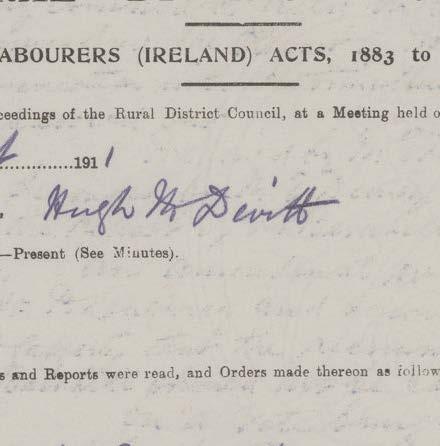 ABOURERS (IRELAND) ACTS, 1883 to
ceedings of the Rural District Council, at a Meeting held o
1911
Hugh McDevitt
—Present (See Minutes).
s and Reports were read, and Orders made thereon as follow